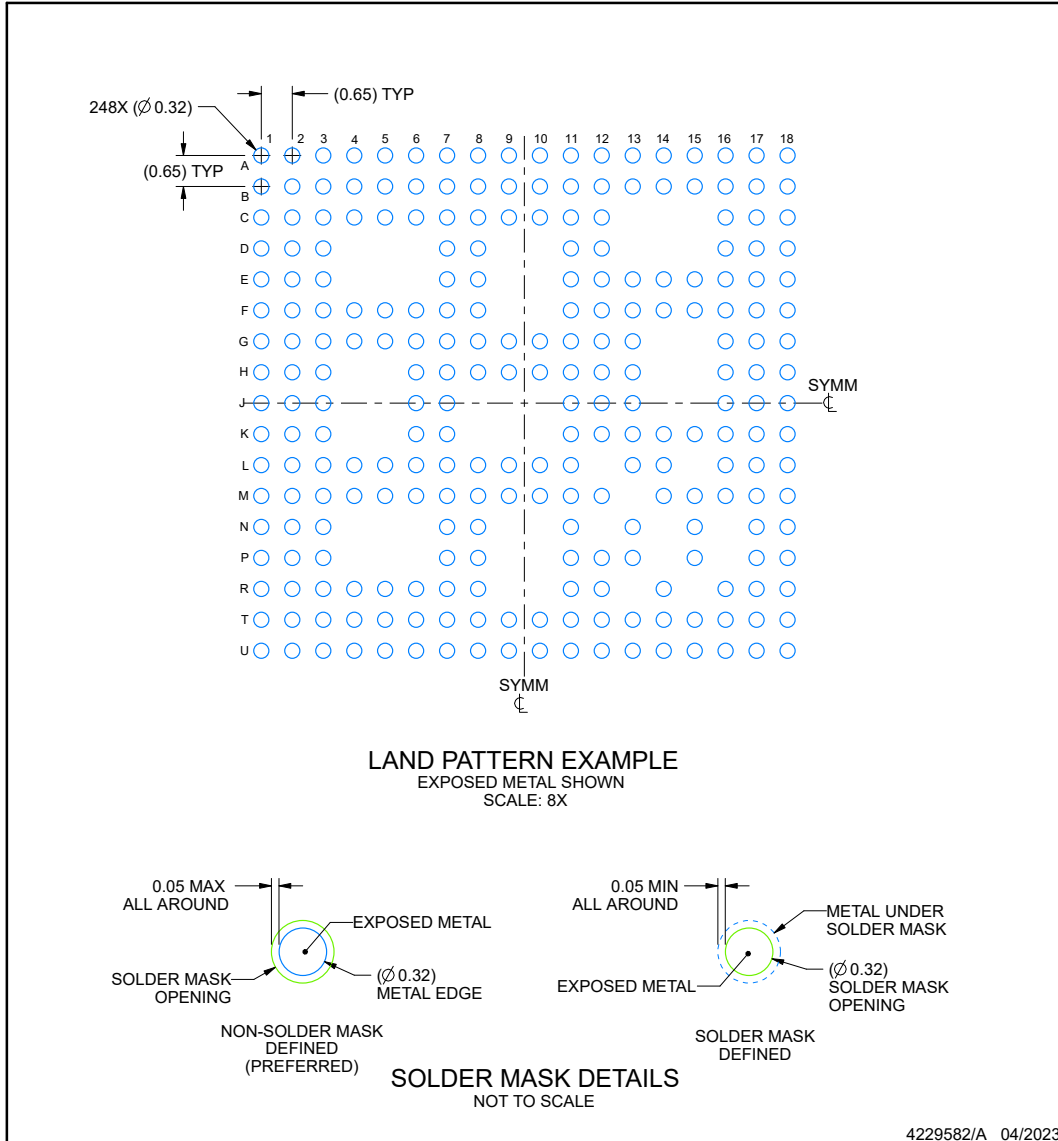 248X (∅ 0.32)
(0.65) TYP
(0.65) TYP
1 2 3 4 5 6 7 8 9 10 11 12 13 14 15 16 17 18
A
B
C
D
E
F
G
H
J
K
L
M
N
P
R
T
U
SYMM
℄
SYMM
℄
LAND PATTERN EXAMPLE
EXPOSED METAL SHOWN
SCALE: 8X
0.05 MAX
ALL AROUND
EXPOSED METAL
SOLDER MASK
OPENING
(∅ 0.32)
METAL EDGE
NON-SOLDER MASK
DEFINED
(PREFERRED)
0.05 MIN
ALL AROUND
METAL UNDER
SOLDER MASK
EXPOSED METAL
(∅ 0.32)
SOLDER MASK
OPENING
SOLDER MASK
DEFINED
SOLDER MASK DETAILS
NOT TO SCALE
4229582/A 04/2023